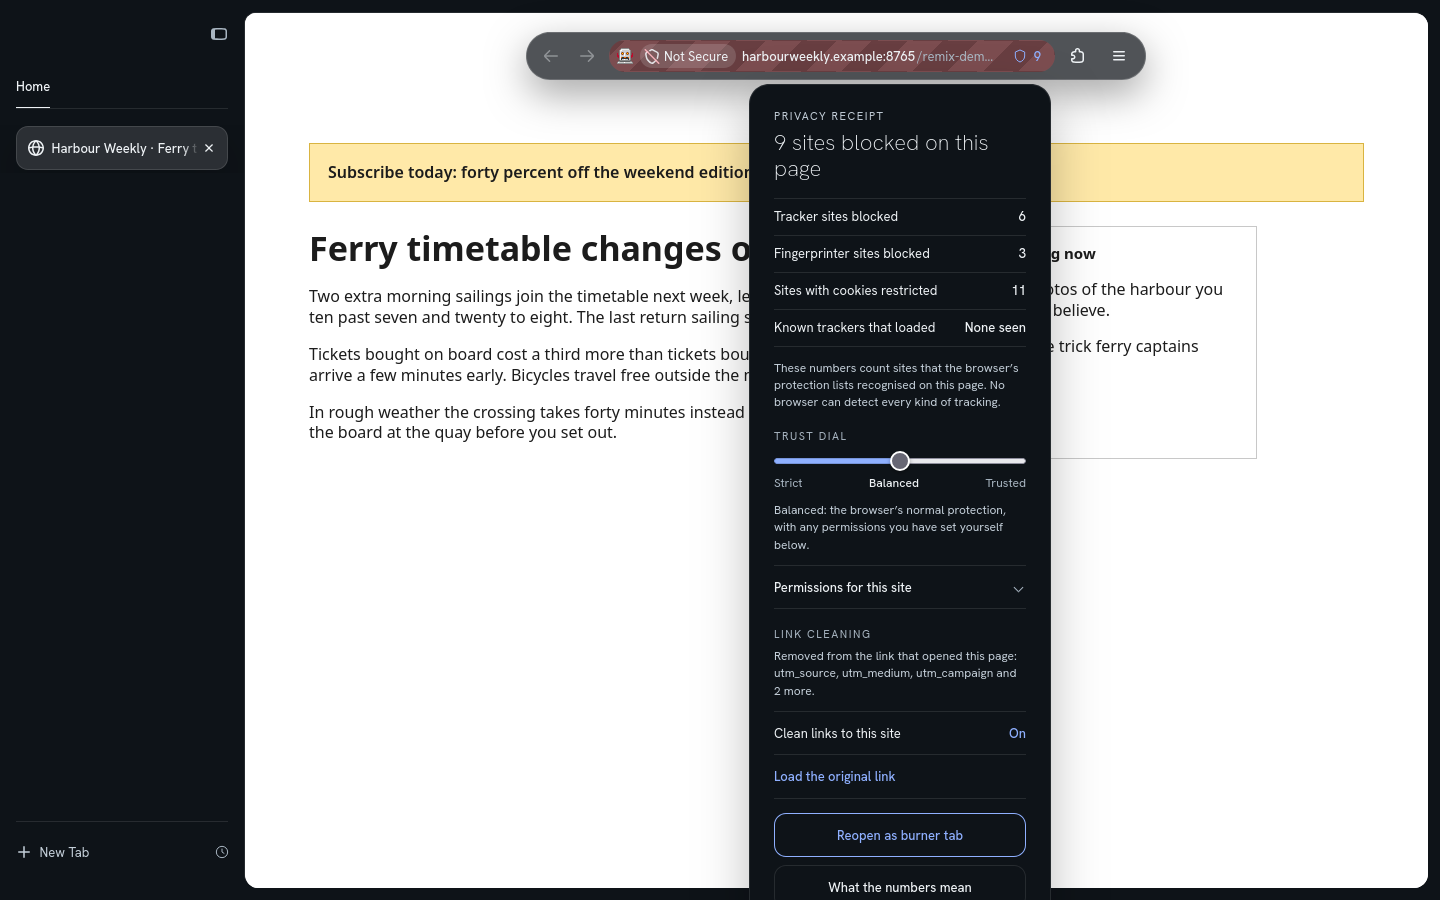 Home
Harbour Weekly · Ferry
New Tab
Not Secure harbourweekly.example:8765/remix-dem... 9
Subscribe today: forty percent off the weekend edition
Ferry timetable changes
Two extra morning sailings join the timetable next week,
ten past seven and twenty to eight. The last return sailing
Tickets bought on board cost a third more than tickets
arrive a few minutes early. Bicycles travel free outside the
In rough weather the crossing takes forty minutes instead
the board at the quay before you set out.
now
of the harbour you
believe.
trick ferry captains
PRIVACY RECEIPT
9 sites blocked on this
page
Tracker sites blocked 6
Fingerprinter sites blocked 3
Sites with cookies restricted 11
Known trackers that loaded None seen
These numbers count sites that the browser’s
protection lists recognised on this page. No
browser can detect every kind of tracking.
TRUST DIAL
Strict Balanced Trusted
Balanced: the browser’s normal protection,
with any permissions you have set yourself
below.
Permissions for this site
LINK CLEANING
Removed from the link that opened this page:
utm_source, utm_medium, utm_campaign and
2 more.
Clean links to this site On
Load the original link
Reopen as burner tab
What the numbers mean